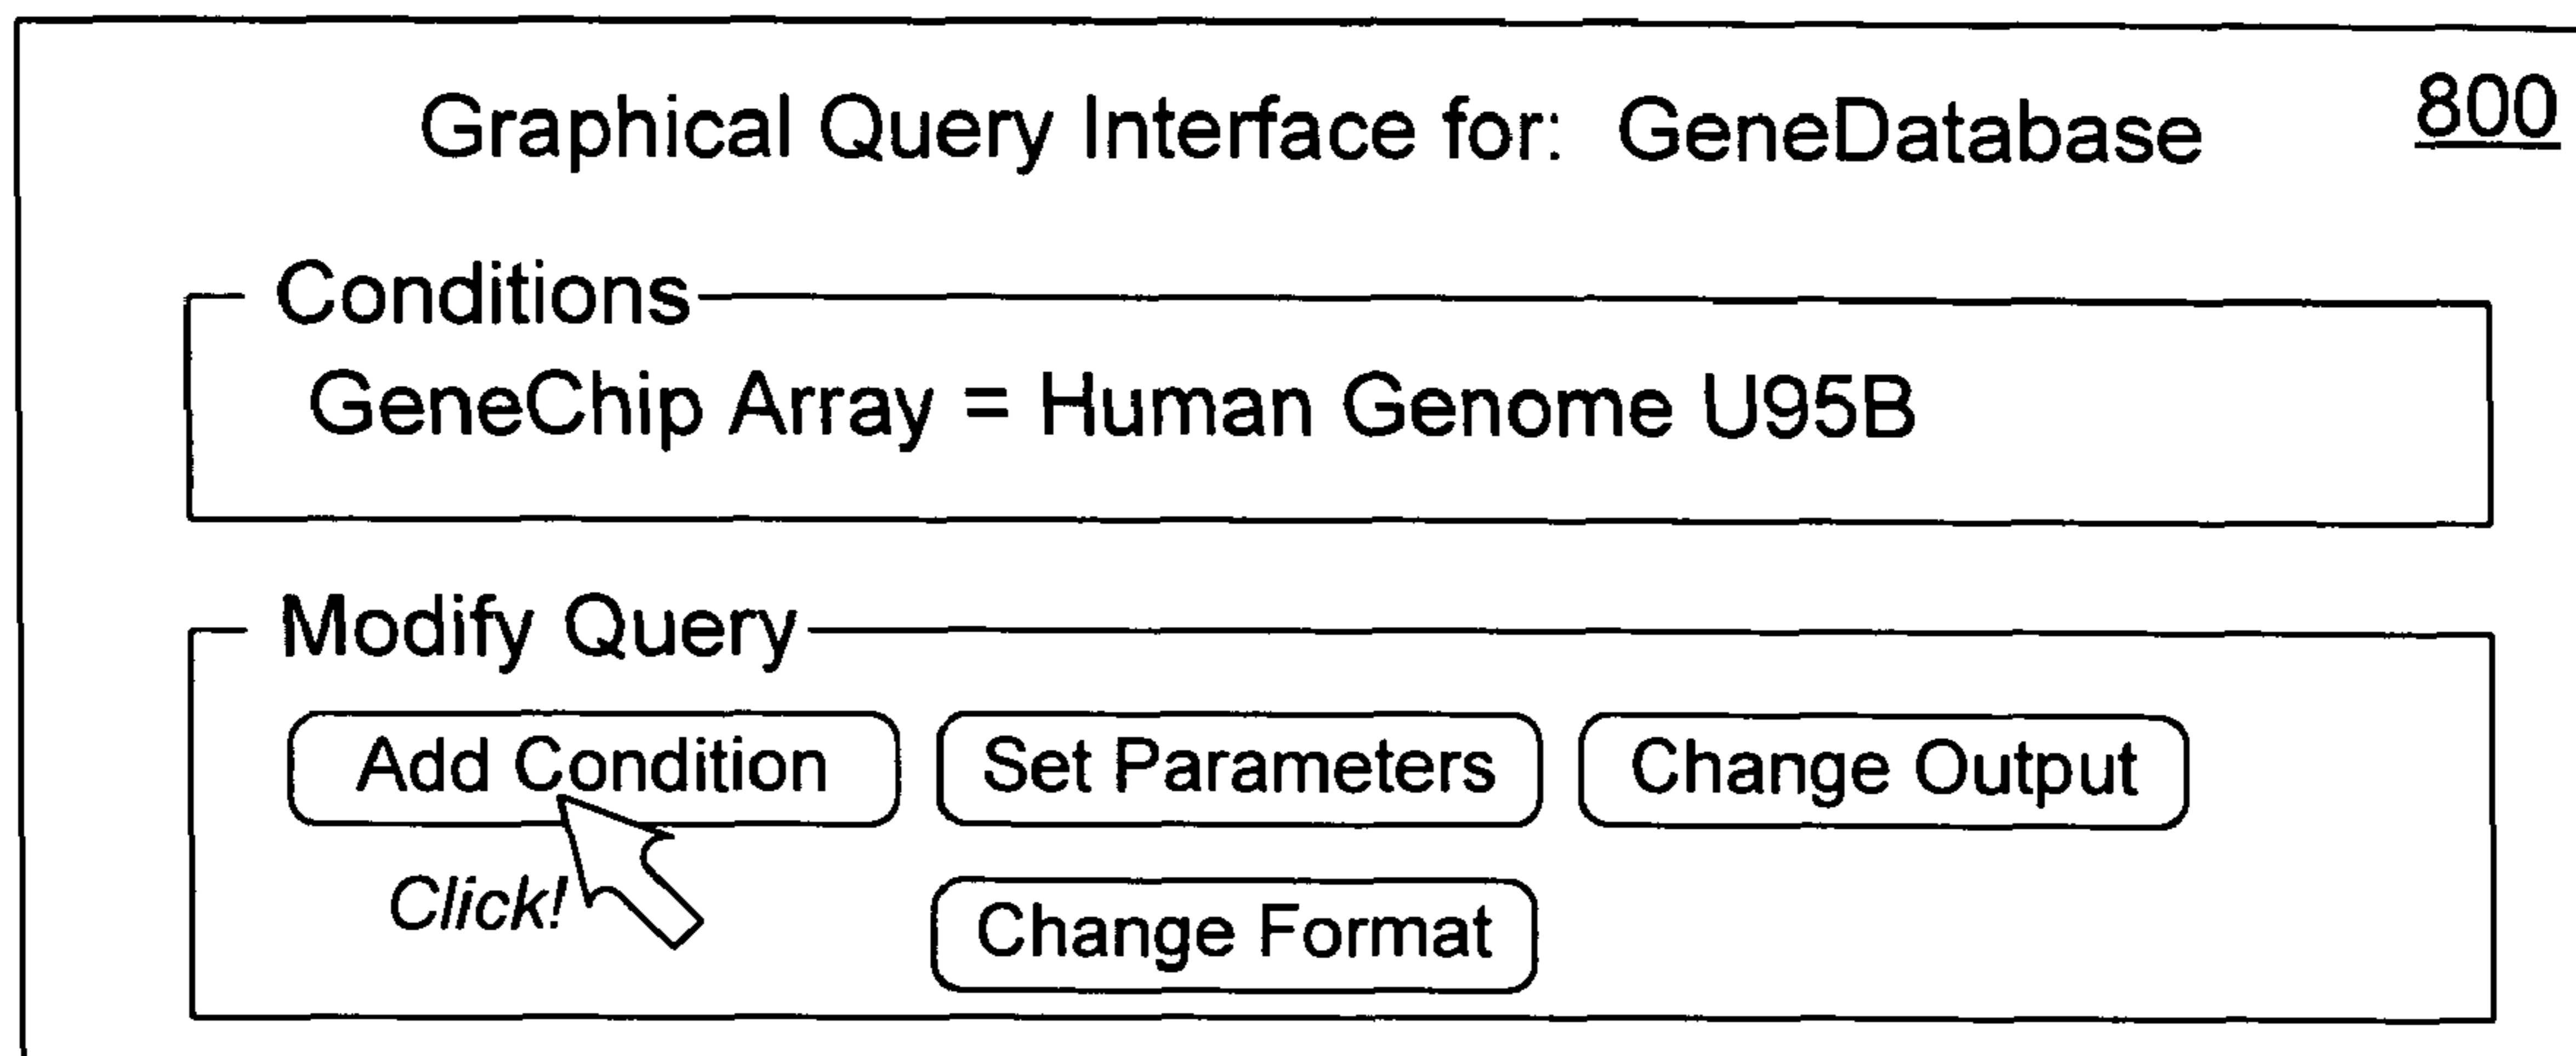 Graphical Query Interface for: GeneDatabase 800
Conditions
GeneChip Array = Human Genome U95B
Modify Query
Add Condition Set Parameters Change Output
Click! Change Format